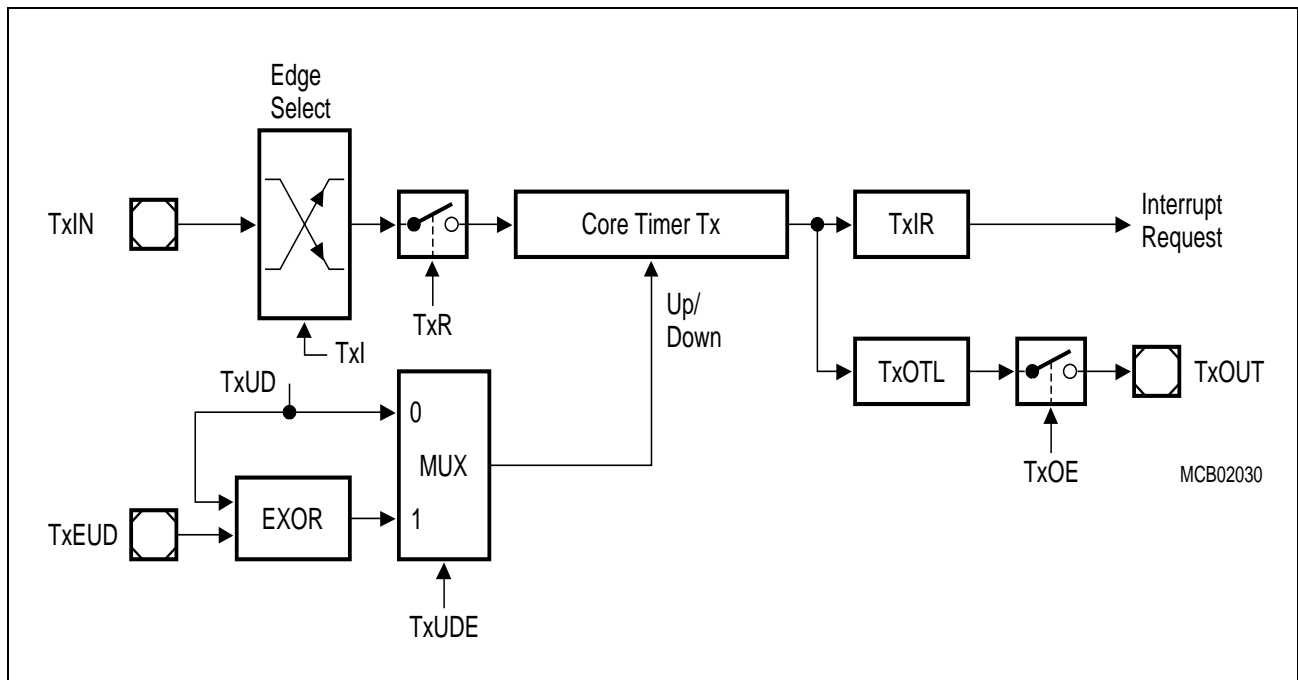 Edge
Select
TxIN
Core Timer Tx
TxIR
Interrupt
Request
TxR
Up/
Down
TxI
TxUD
TxOTL
TxOUT
0
MUX
TxOE
MCB02030
TxEUD
EXOR
1
TxUDE